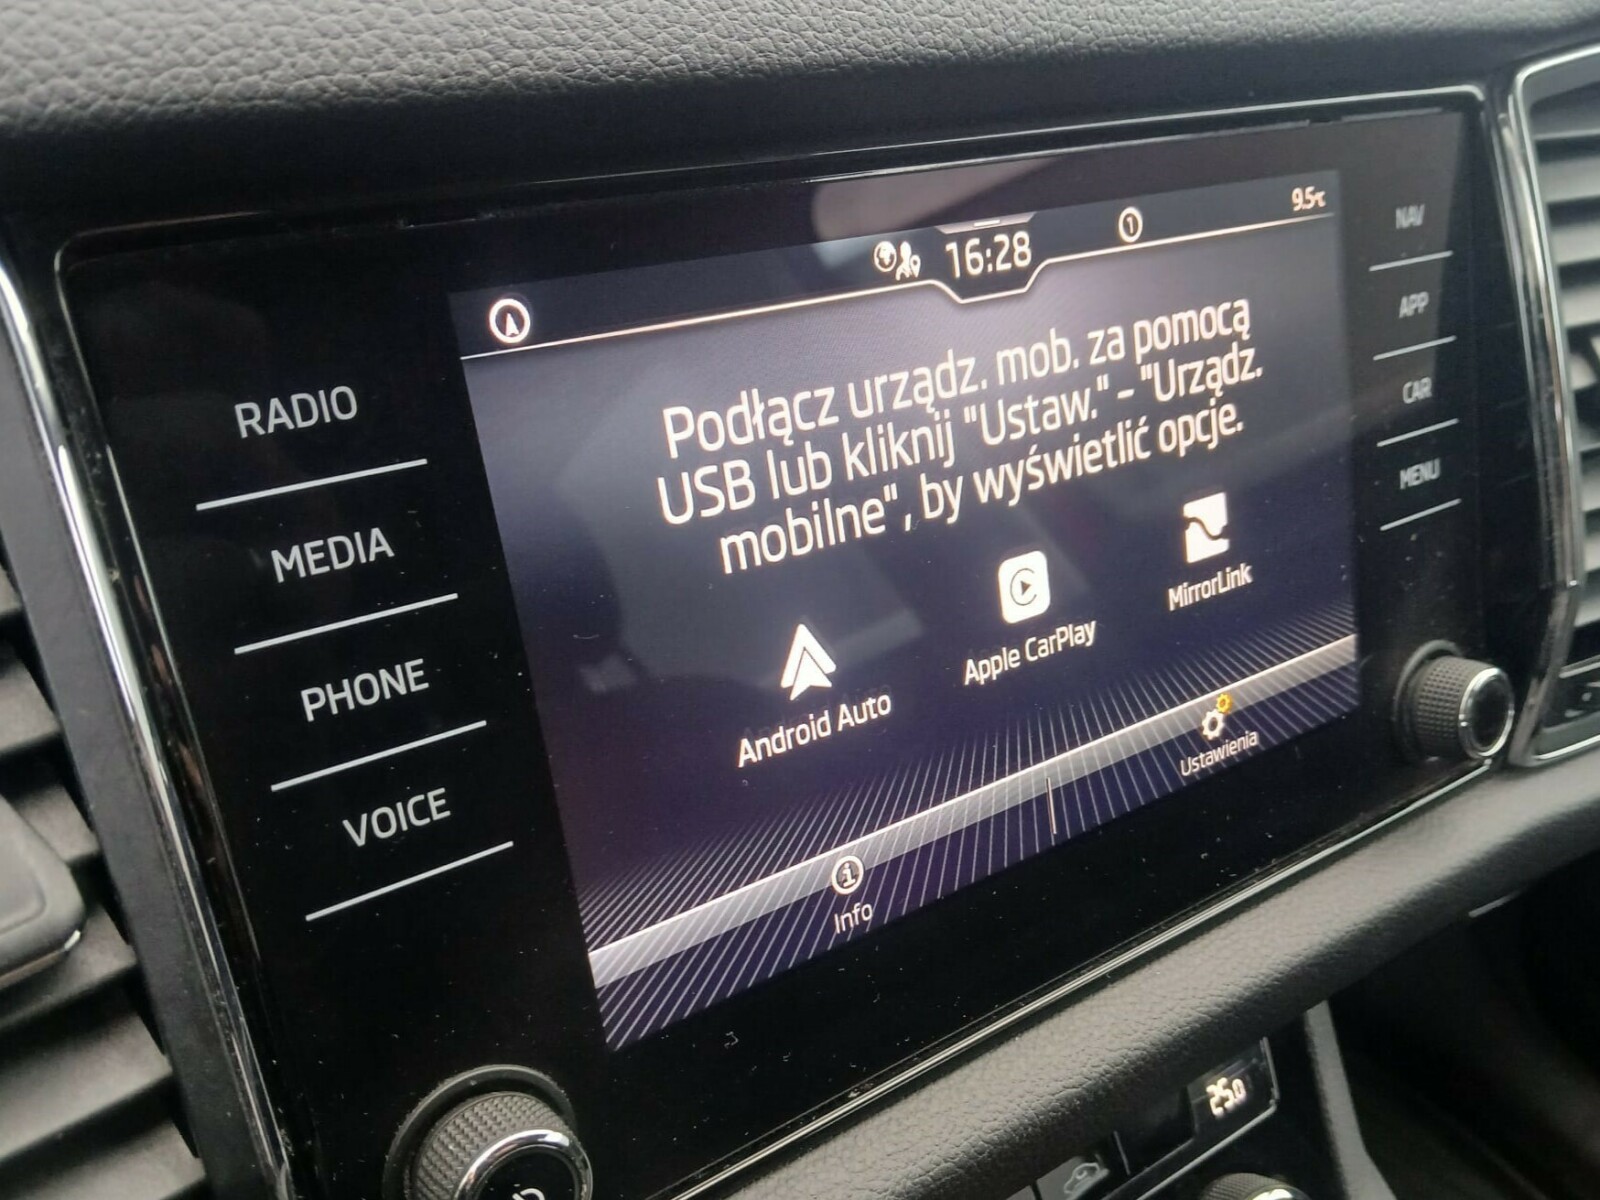 16:28
1
9.5°C
Podłącz urządz. mob. za pomocą
USB lub kliknij "Ustaw." - "Urządz.
mobilne", by wyświetlić opcje.
Android Auto
Apple CarPlay
MirrorLink
Info
Ustawienia
RADIO
MEDIA
PHONE
VOICE
NAV
APP
CAR
MENU
25.0